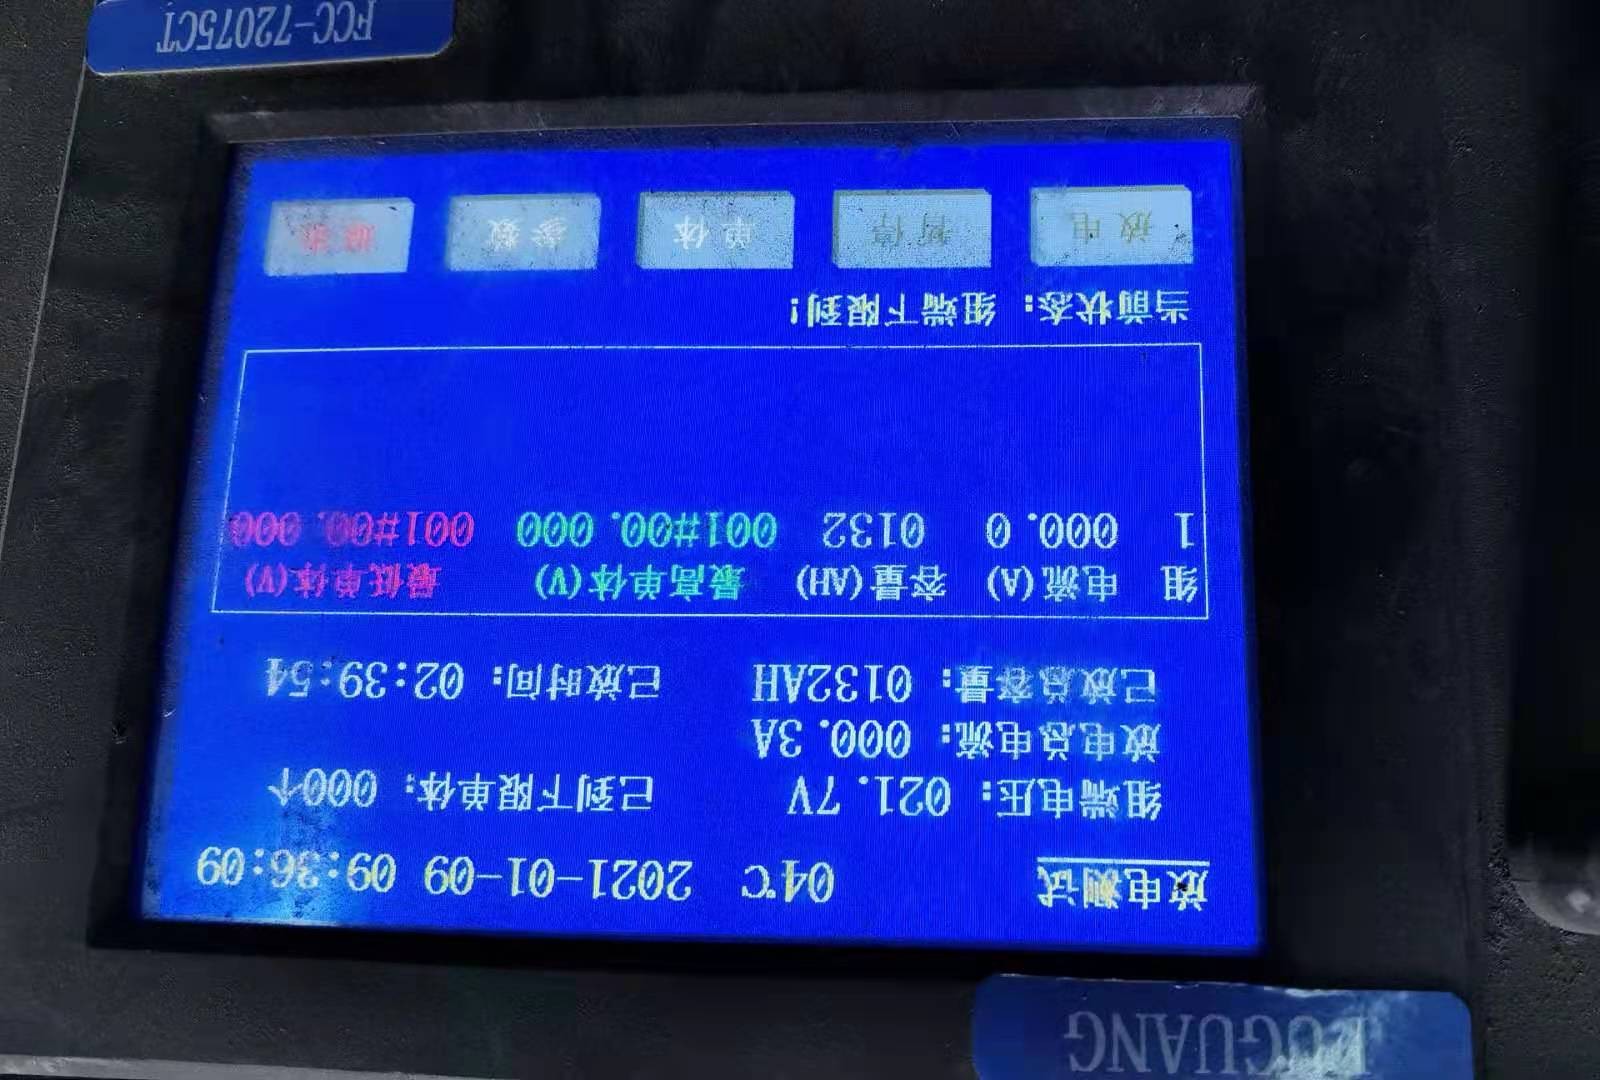 FUGUANG
放电测试 04℃ 2021-01-09 09:36:09
组端电压：021.7V 已到下限单体：000个
放电总电流：000.3A
已放总容量：0132AH 已放时间：02:39:54
组 电流(A) 容量(AH) 最高单体(V) 最低单体(V)
1 000.0 0132 001#00.000 001#00.000
当前状态：组端下限到！
放电 暂停 单体 参数
FCC-72075CT